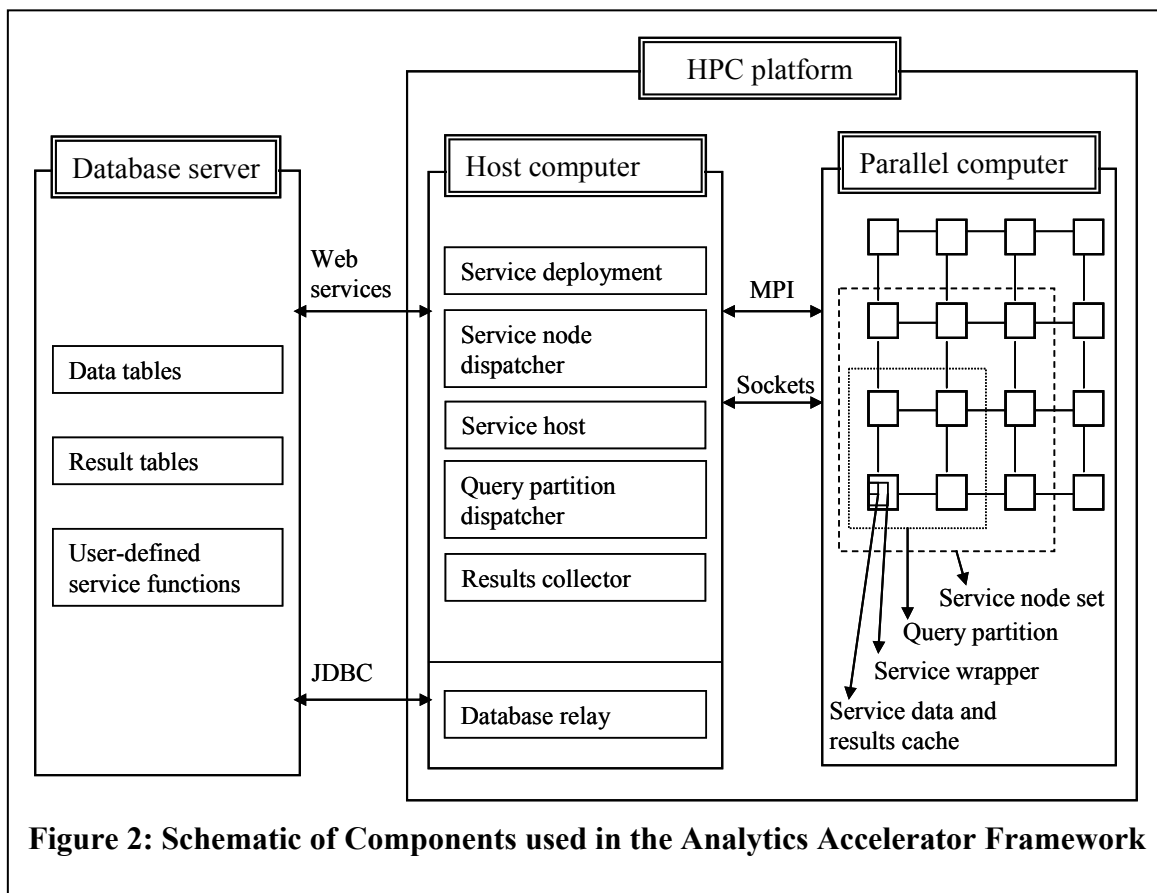 HPC platform
Database server
Host computer
Parallel computer
Web
services
Service deployment
MPI
Service node
dispatcher
Data tables
Sockets
Service host
Result tables
Query partition
dispatcher
User-defined
service functions
Results collector
Service node set
Query partition
Service wrapper
Service data and
results cache
JDBC
Database relay
Figure 2: Schematic of Components used in the Analytics Accelerator Framework